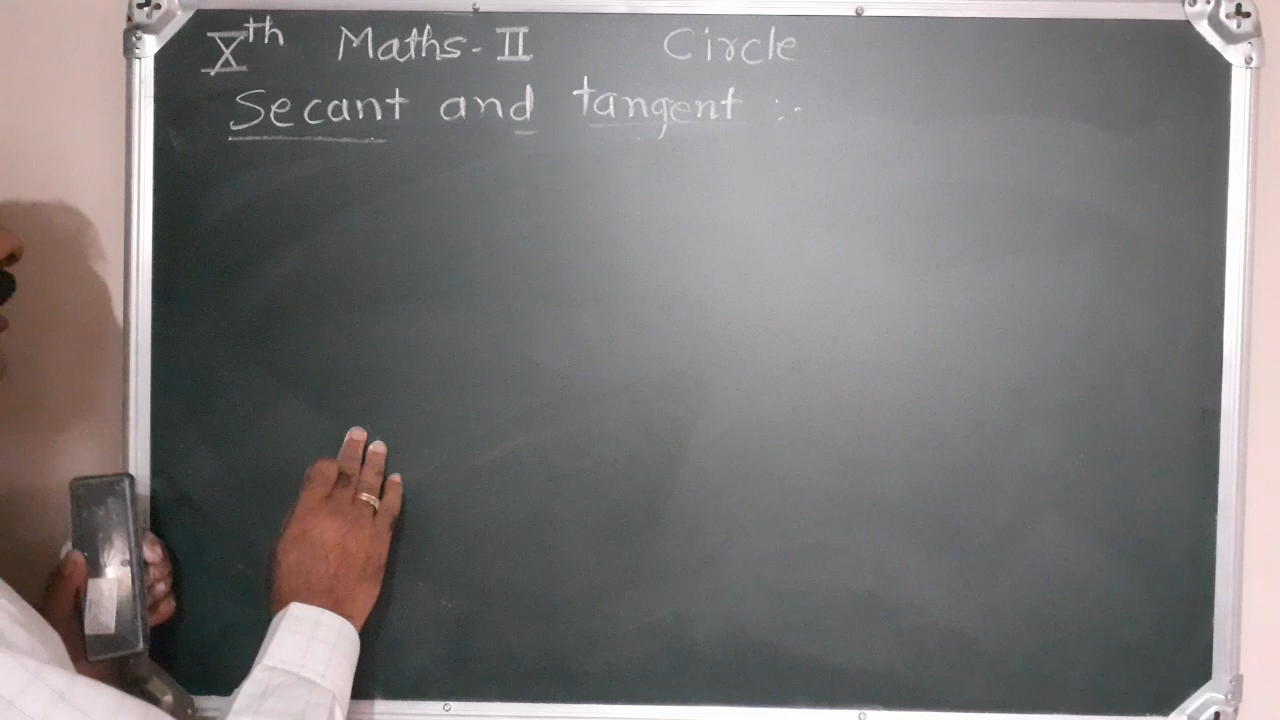 Xth Maths-II Circle
Secant and tangent :-